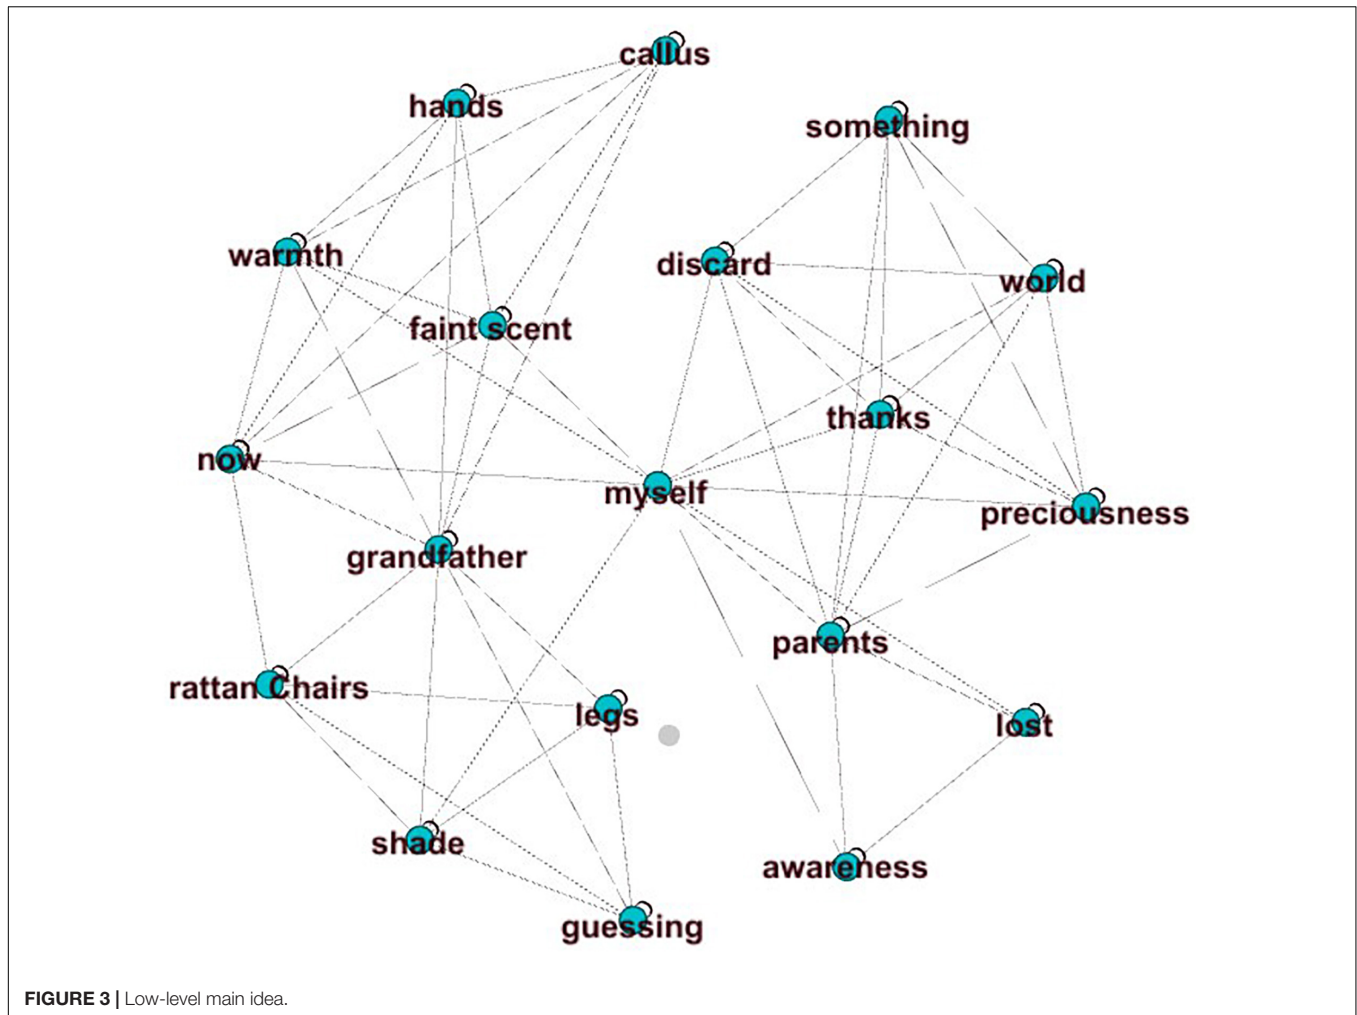 callus
hands
something
warmth
discard
world
faint scent
thanks
now
myself
preciousness
grandfather
parents
rattan Chairs
legs
lost
shade
awareness
guessing
FIGURE 3 | Low-level main idea.